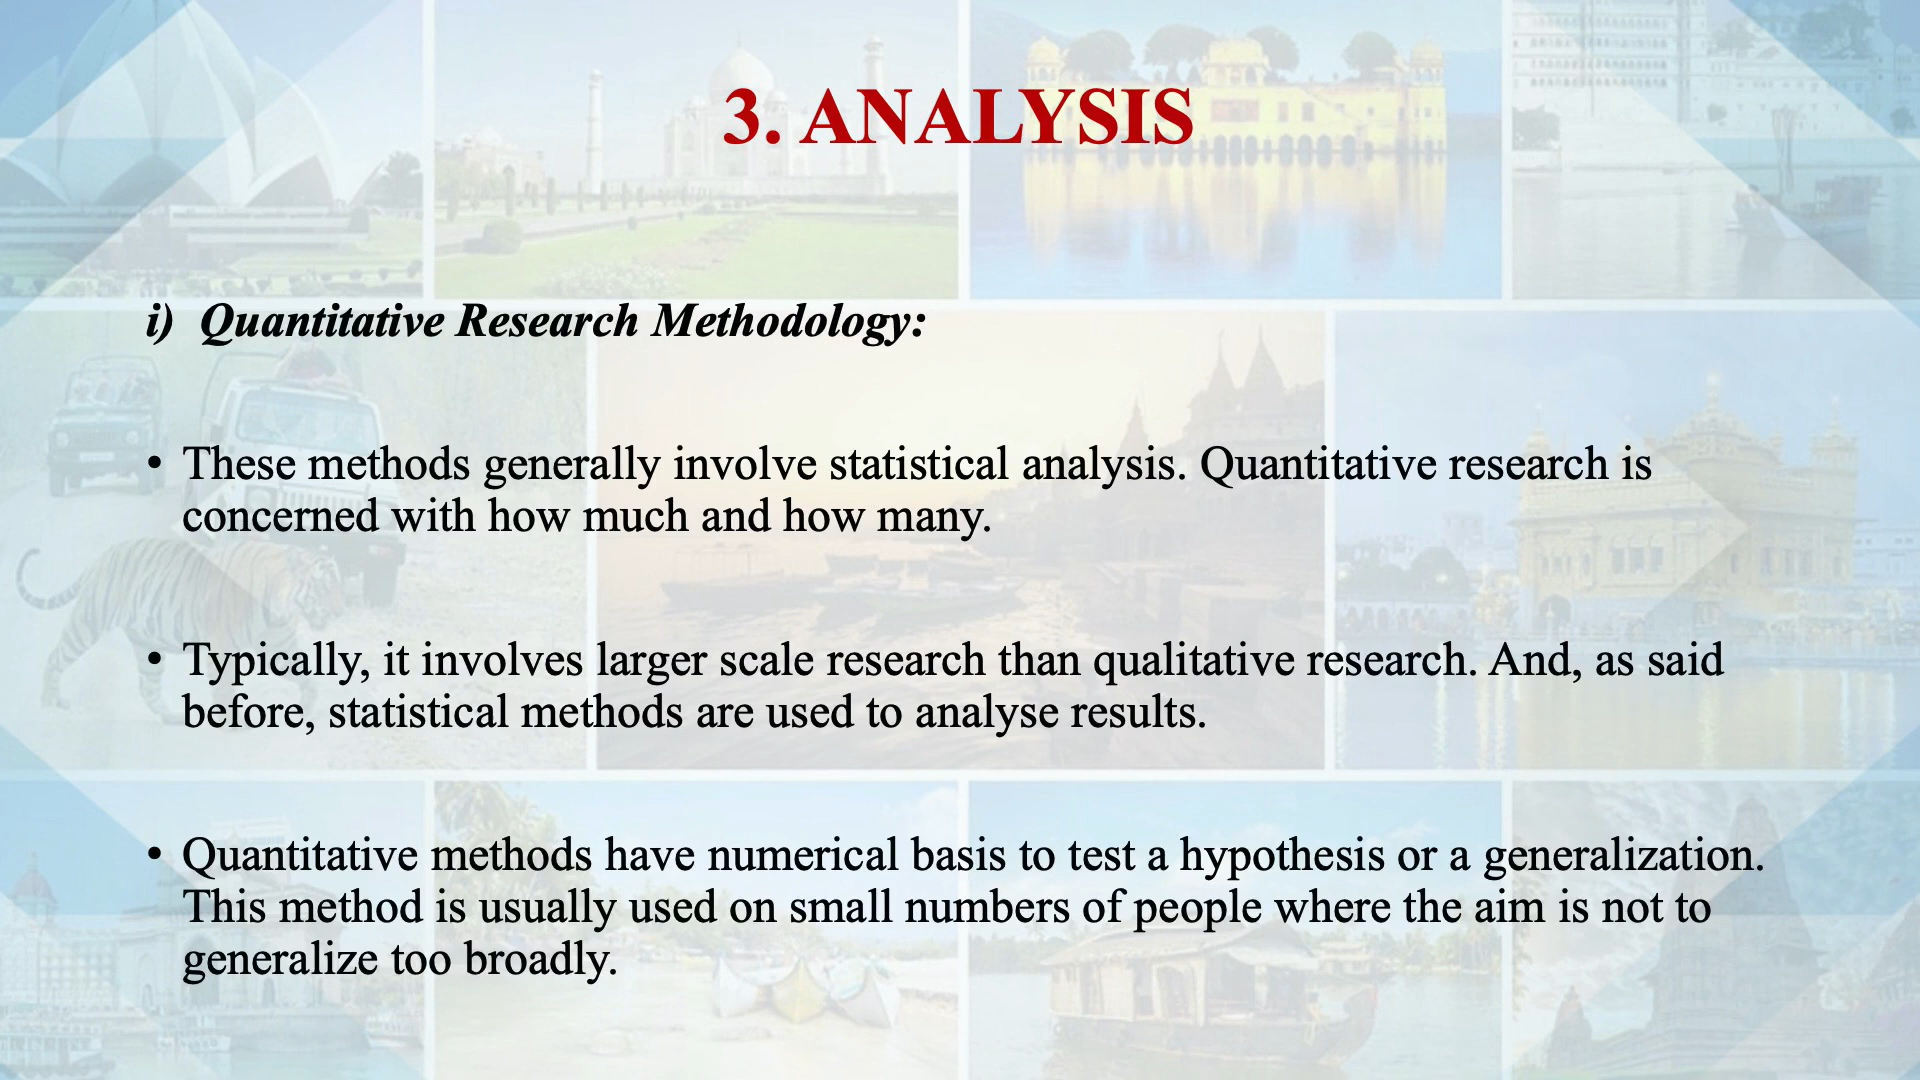 3. ANALYSIS
i) Quantitative Research Methodology:
• These methods generally involve statistical analysis. Quantitative research is
concerned with how much and how many.
• Typically, it involves larger scale research than qualitative research. And, as said
before, statistical methods are used to analyse results.
• Quantitative methods have numerical basis to test a hypothesis or a generalization.
This method is usually used on small numbers of people where the aim is not to
generalize too broadly.